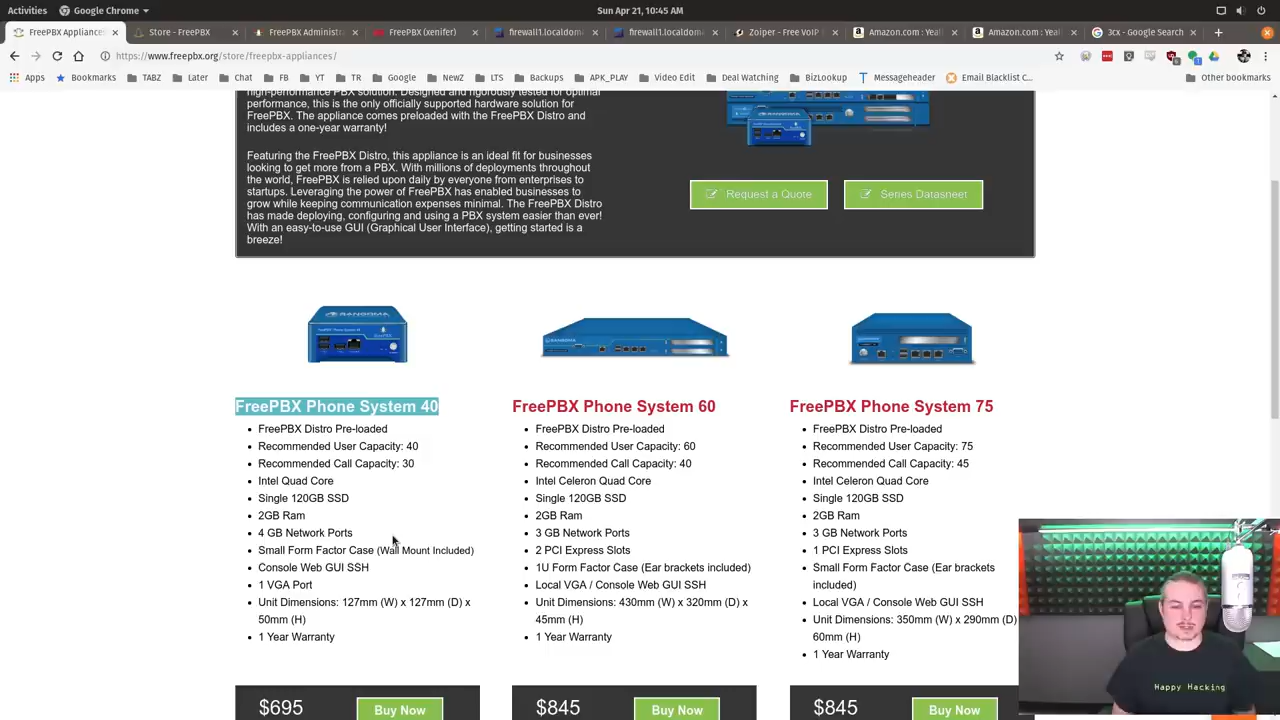 Activities
Google Chrome
Sun Apr 21, 10:45 AM
FreePBX Appliances
Store - FreePBX
FreePBX Administra
FreePBX (xenifer)
firewall1.localdom
firewall1.localdom
Zoiper - Free VoIP
Amazon.com : Yeali
Amazon.com : Yeali
3cx - Google Search
https://www.freepbx.org/store/freepbx-appliances/
Apps
Bookmarks
TABZ
Later
Chat
FB
YT
TR
Google
NewZ
LTS
Backups
APK_PLAY
Video Edit
Deal Watching
BizLookup
Messageheader
Email Blacklist C...
Other bookmarks
high-performance PBX solution. Designed and rigorously tested for optimal
performance, this is the only officially supported hardware solution for
FreePBX. The appliance comes preloaded with the FreePBX Distro and
includes a one-year warranty!
Featuring the FreePBX Distro, this appliance is an ideal fit for businesses
looking to get more from a PBX. With millions of deployments throughout
the world, FreePBX is relied upon daily by everyone from enterprises to
startups. Leveraging the power of FreePBX has enabled businesses to
grow while keeping communication expenses minimal. The FreePBX Distro
has made deploying, configuring and using a PBX system easier than ever!
With an easy-to-use GUI (Graphical User Interface), getting started is a
breeze!
Request a Quote
Series Datasheet
SANGOMA
FreePBX Phone System 40
FreePBX Distro Pre-loaded
Recommended User Capacity: 40
Recommended Call Capacity: 30
Intel Quad Core
Single 120GB SSD
2GB Ram
4 GB Network Ports
Small Form Factor Case (Wall Mount Included)
Console Web GUI SSH
1 VGA Port
Unit Dimensions: 127mm (W) x 127mm (D) x
50mm (H)
1 Year Warranty
$695
Buy Now
FreePBX Phone System 60
FreePBX Distro Pre-loaded
Recommended User Capacity: 60
Recommended Call Capacity: 40
Intel Celeron Quad Core
Single 120GB SSD
2GB Ram
3 GB Network Ports
2 PCI Express Slots
1U Form Factor Case (Ear brackets included)
Local VGA / Console Web GUI SSH
Unit Dimensions: 430mm (W) x 320mm (D) x
45mm (H)
1 Year Warranty
$845
Buy Now
FreePBX Phone System 75
FreePBX Distro Pre-loaded
Recommended User Capacity: 75
Recommended Call Capacity: 45
Intel Celeron Quad Core
Single 120GB SSD
2GB Ram
3 GB Network Ports
1 PCI Express Slots
Small Form Factor Case (Ear brackets
included)
Local VGA / Console Web GUI SSH
Unit Dimensions: 350mm (W) x 290mm (D)
60mm (H)
1 Year Warranty
$845
Buy Now
Happy Hacking